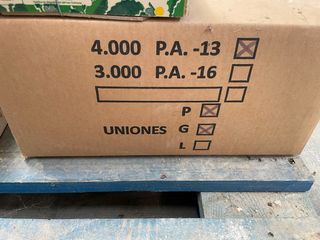 4.000 P.A. -13
3.000 P.A. -16
P
UNIONES G
L